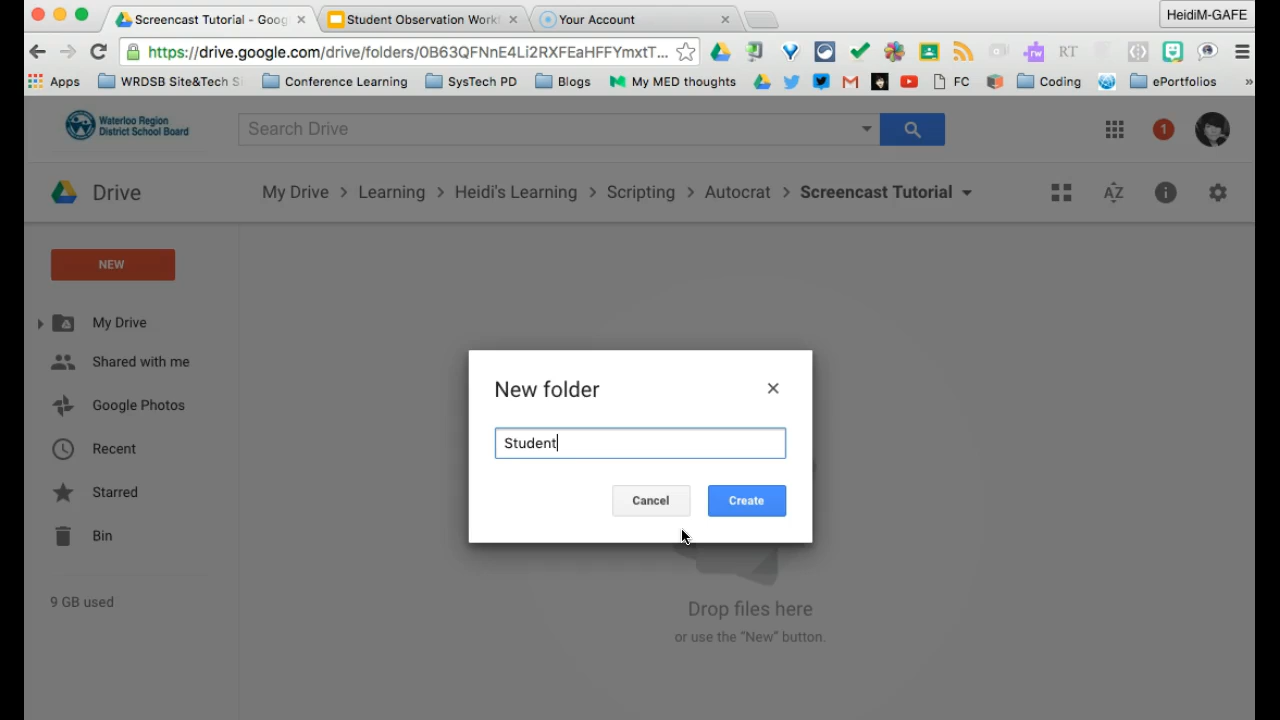 Screencast Tutorial - Goog
Student Observation Work
Your Account
HeidiM-GAFE
https://drive.google.com/drive/folders/0B63QFNnE4Li2RXFEaHFFYmxtT...
RT
Apps
WRDSB Site&Tech S
Conference Learning
SysTech PD
Blogs
My MED thoughts
FC
Coding
ePortfolios
»
Waterloo Region
District School Board
Search Drive
1
Drive
My Drive > Learning > Heidi's Learning > Scripting > Autocrat > Screencast Tutorial
AZ
NEW
My Drive
Shared with me
Google Photos
Recent
Starred
Bin
9 GB used
New folder
Student
Cancel
Create
Drop files here
or use the “New” button.